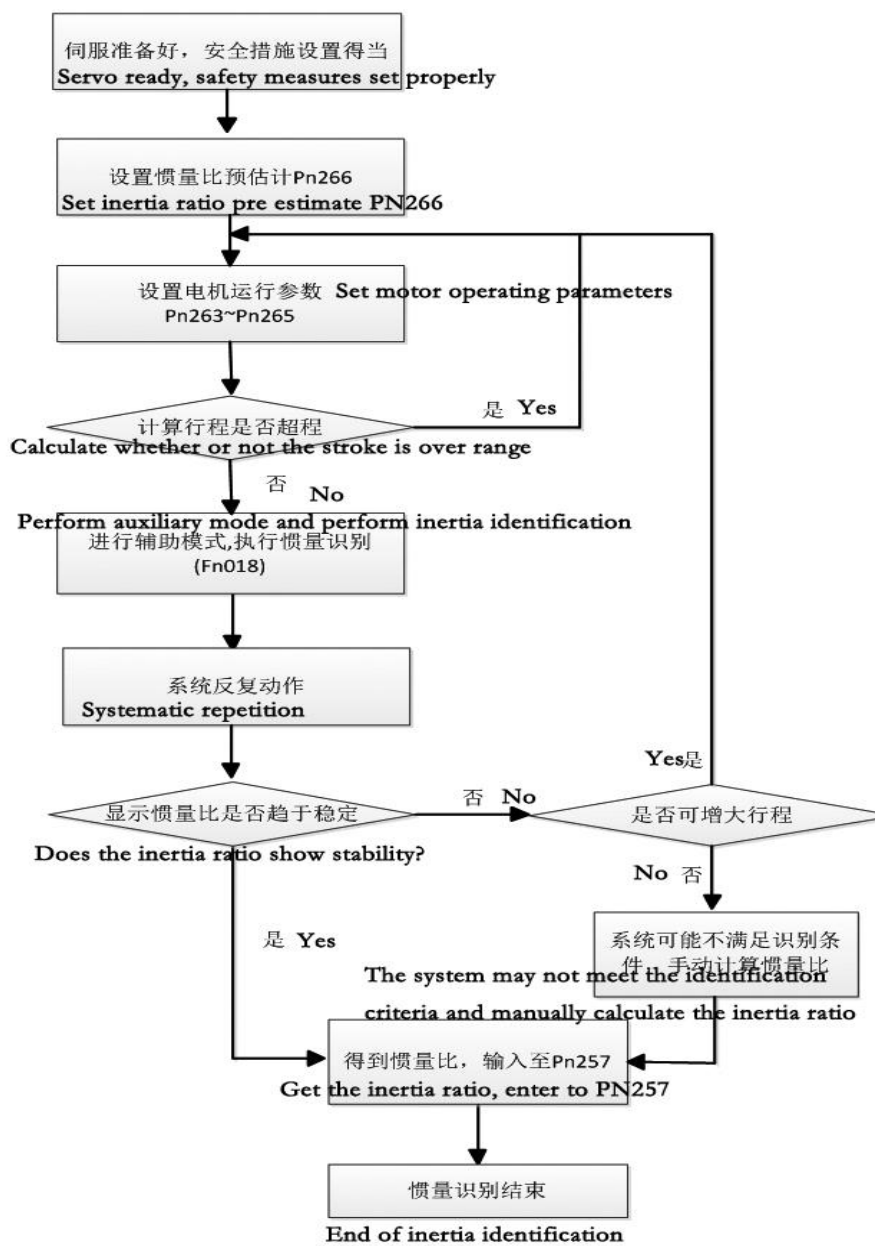 伺服准备好，安全措施设置得当
Servo ready, safety measures set properly
设置惯量比预估计Pn266
Set inertia ratio pre estimate PN266
设置电机运行参数
Set motor operating parameters
Pn263~Pn265
是 Yes
计算行程是否超程
Calculate whether or not the stroke is over range
否 No
Perform auxiliary mode and perform inertia identification
进行辅助模式,执行惯量识别
(Fn018)
系统反复动作
Systematic repetition
显示惯量比是否趋于稳定
否 No
Yes是
是否可增大行程
Does the inertia ratio show stability?
No 否
是 Yes
系统可能不满足识别条
件，手动计算惯量比
The system may not meet the identification
criteria and manually calculate the inertia ratio
得到惯量比，输入至Pn257
Get the inertia ratio, enter to PN257
惯量识别结束
End of inertia identification